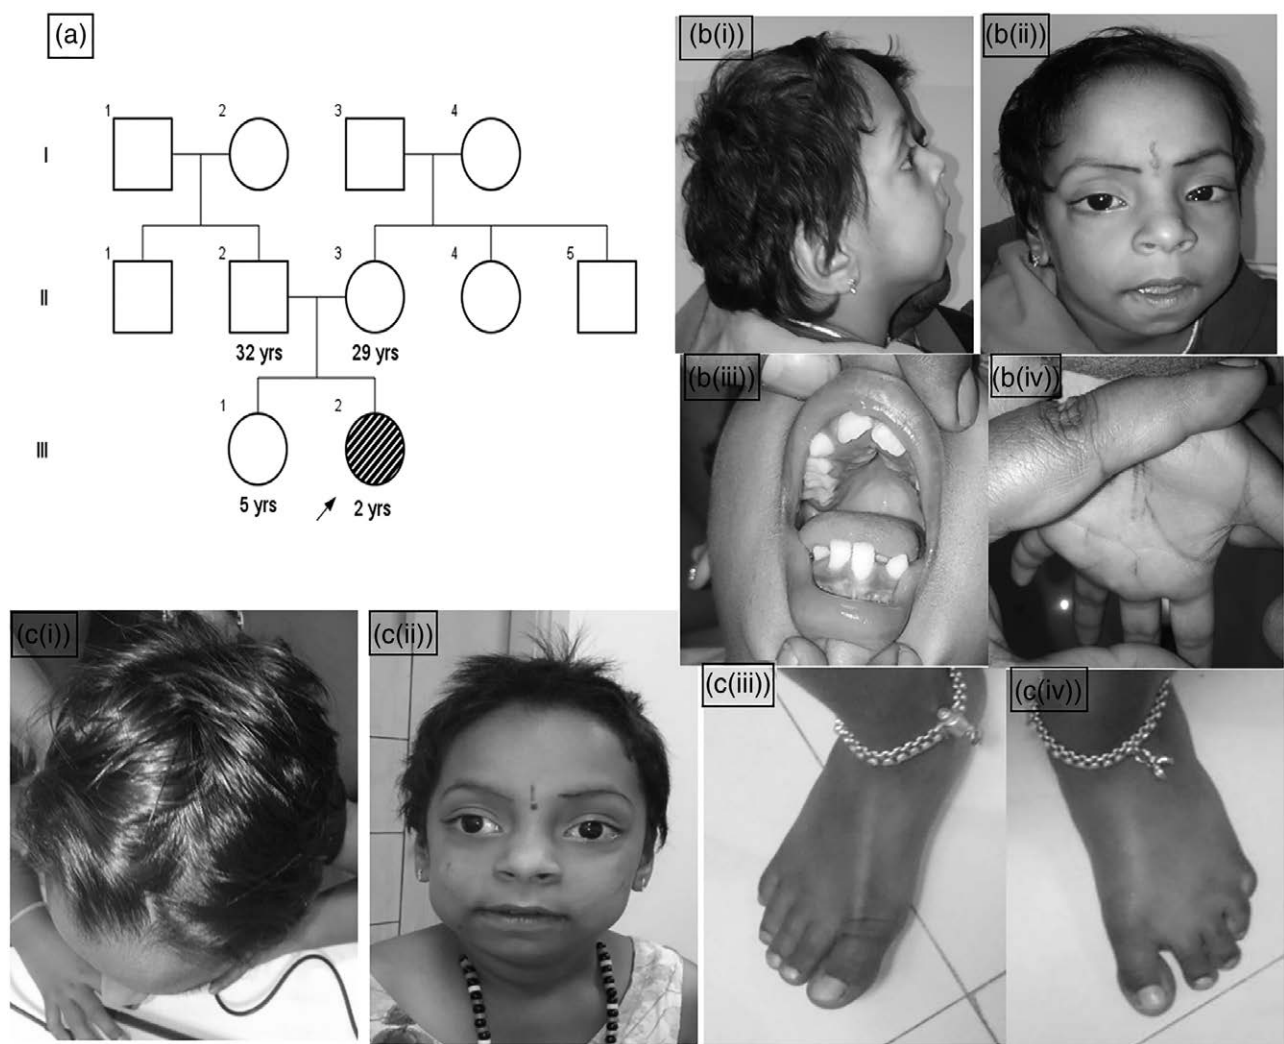 (a)
1
2
3
4
I
1
2
3
4
5
II
32 yrs
29 yrs
1
2
III
5 yrs
2 yrs
(b(i))
(b(ii))
(b(iii))
(b(iv))
(c(i))
(c(ii))
(c(iii))
(c(iv))